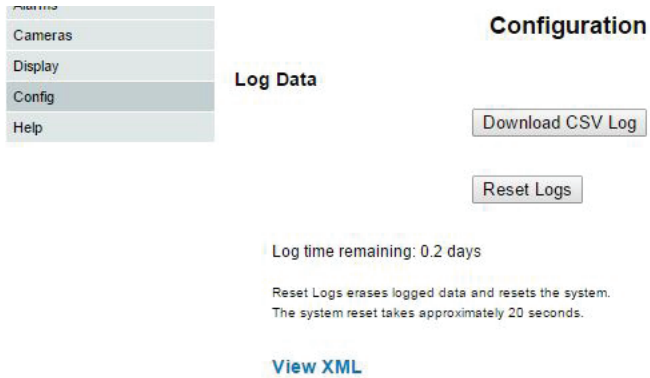 Alarms
Cameras
Display
Config
Help
Configuration
Log Data
Download CSV Log
Reset Logs
Log time remaining: 0.2 days
Reset Logs erases logged data and resets the system.
The system reset takes approximately 20 seconds.
View XML